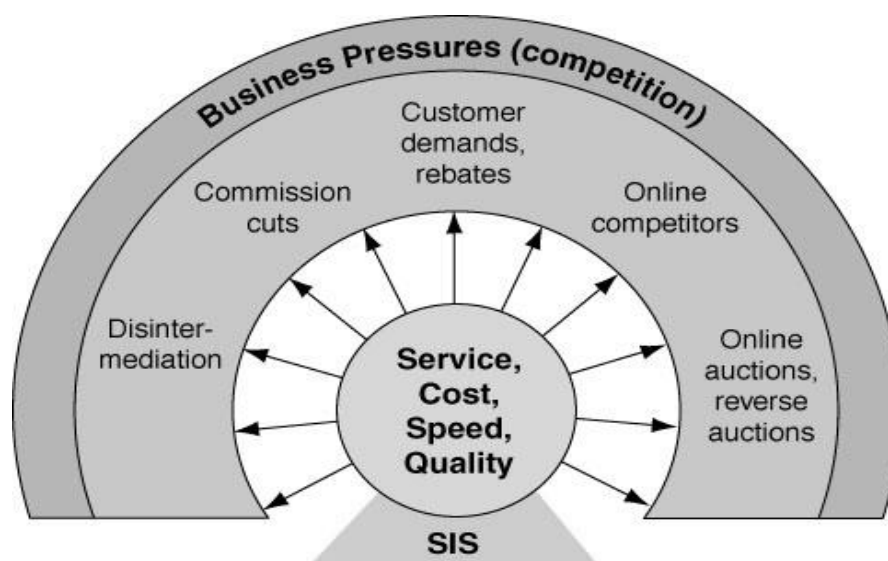 Business Pressures (competition)
Customer
demands,
rebates
Commission
cuts
Online
competitors
Disinter-
mediation
Online
auctions,
reverse
auctions
Service,
Cost,
Speed,
Quality
SIS